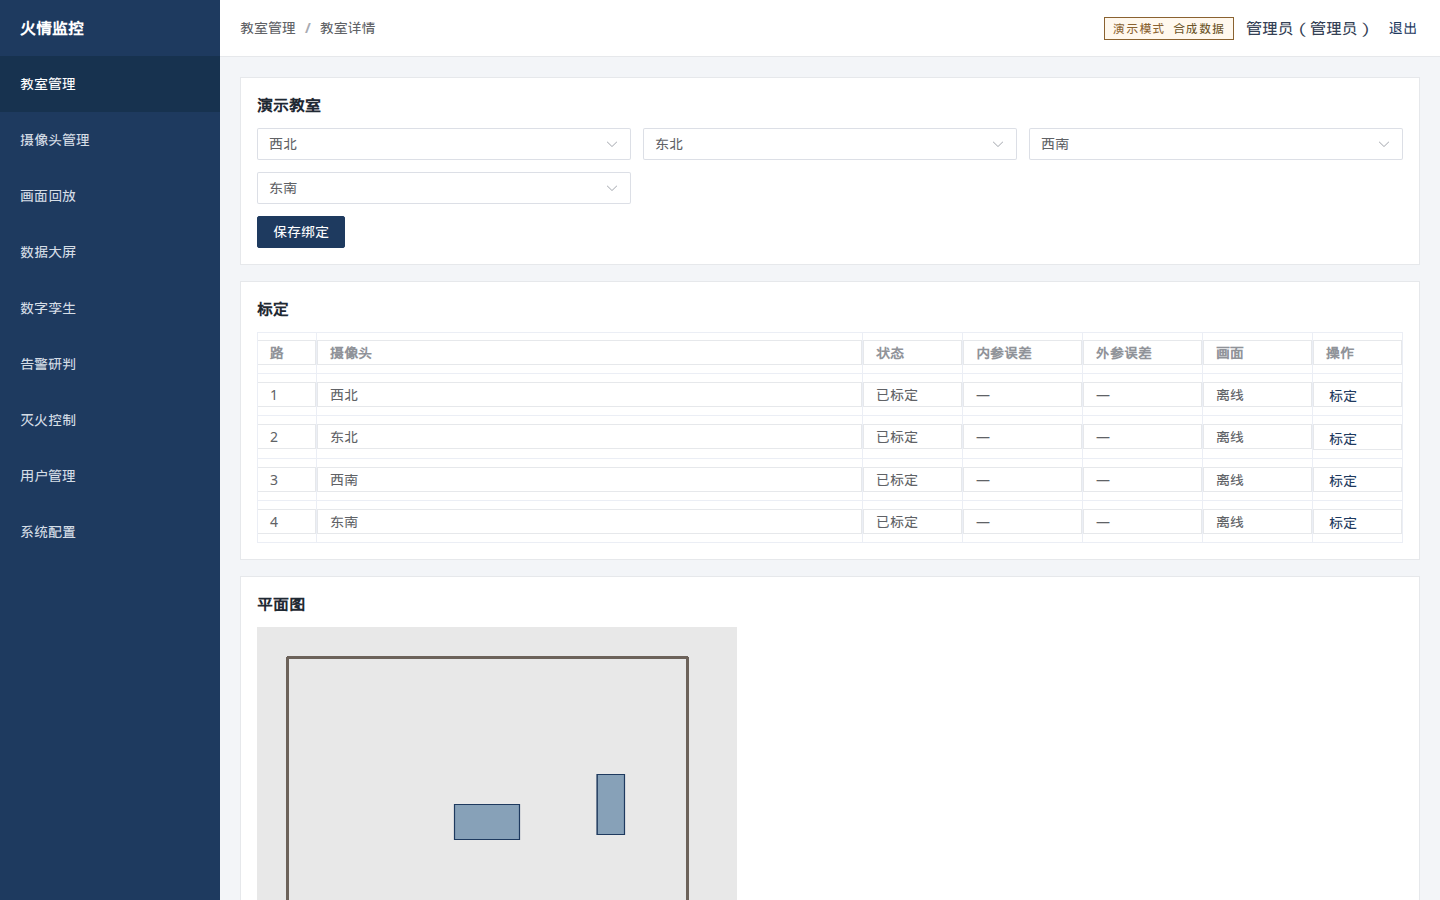 火情监控
教室管理 / 教室详情
演示模式 合成数据
管理员（管理员）
退出
教室管理
摄像头管理
画面回放
数据大屏
数字孪生
告警研判
灭火控制
用户管理
系统配置
演示教室
西北
东北
西南
东南
保存绑定
标定
路 摄像头 状态 内参误差 外参误差 画面 操作
1 西北 已标定 — — 离线 标定
2 东北 已标定 — — 离线 标定
3 西南 已标定 — — 离线 标定
4 东南 已标定 — — 离线 标定
平面图